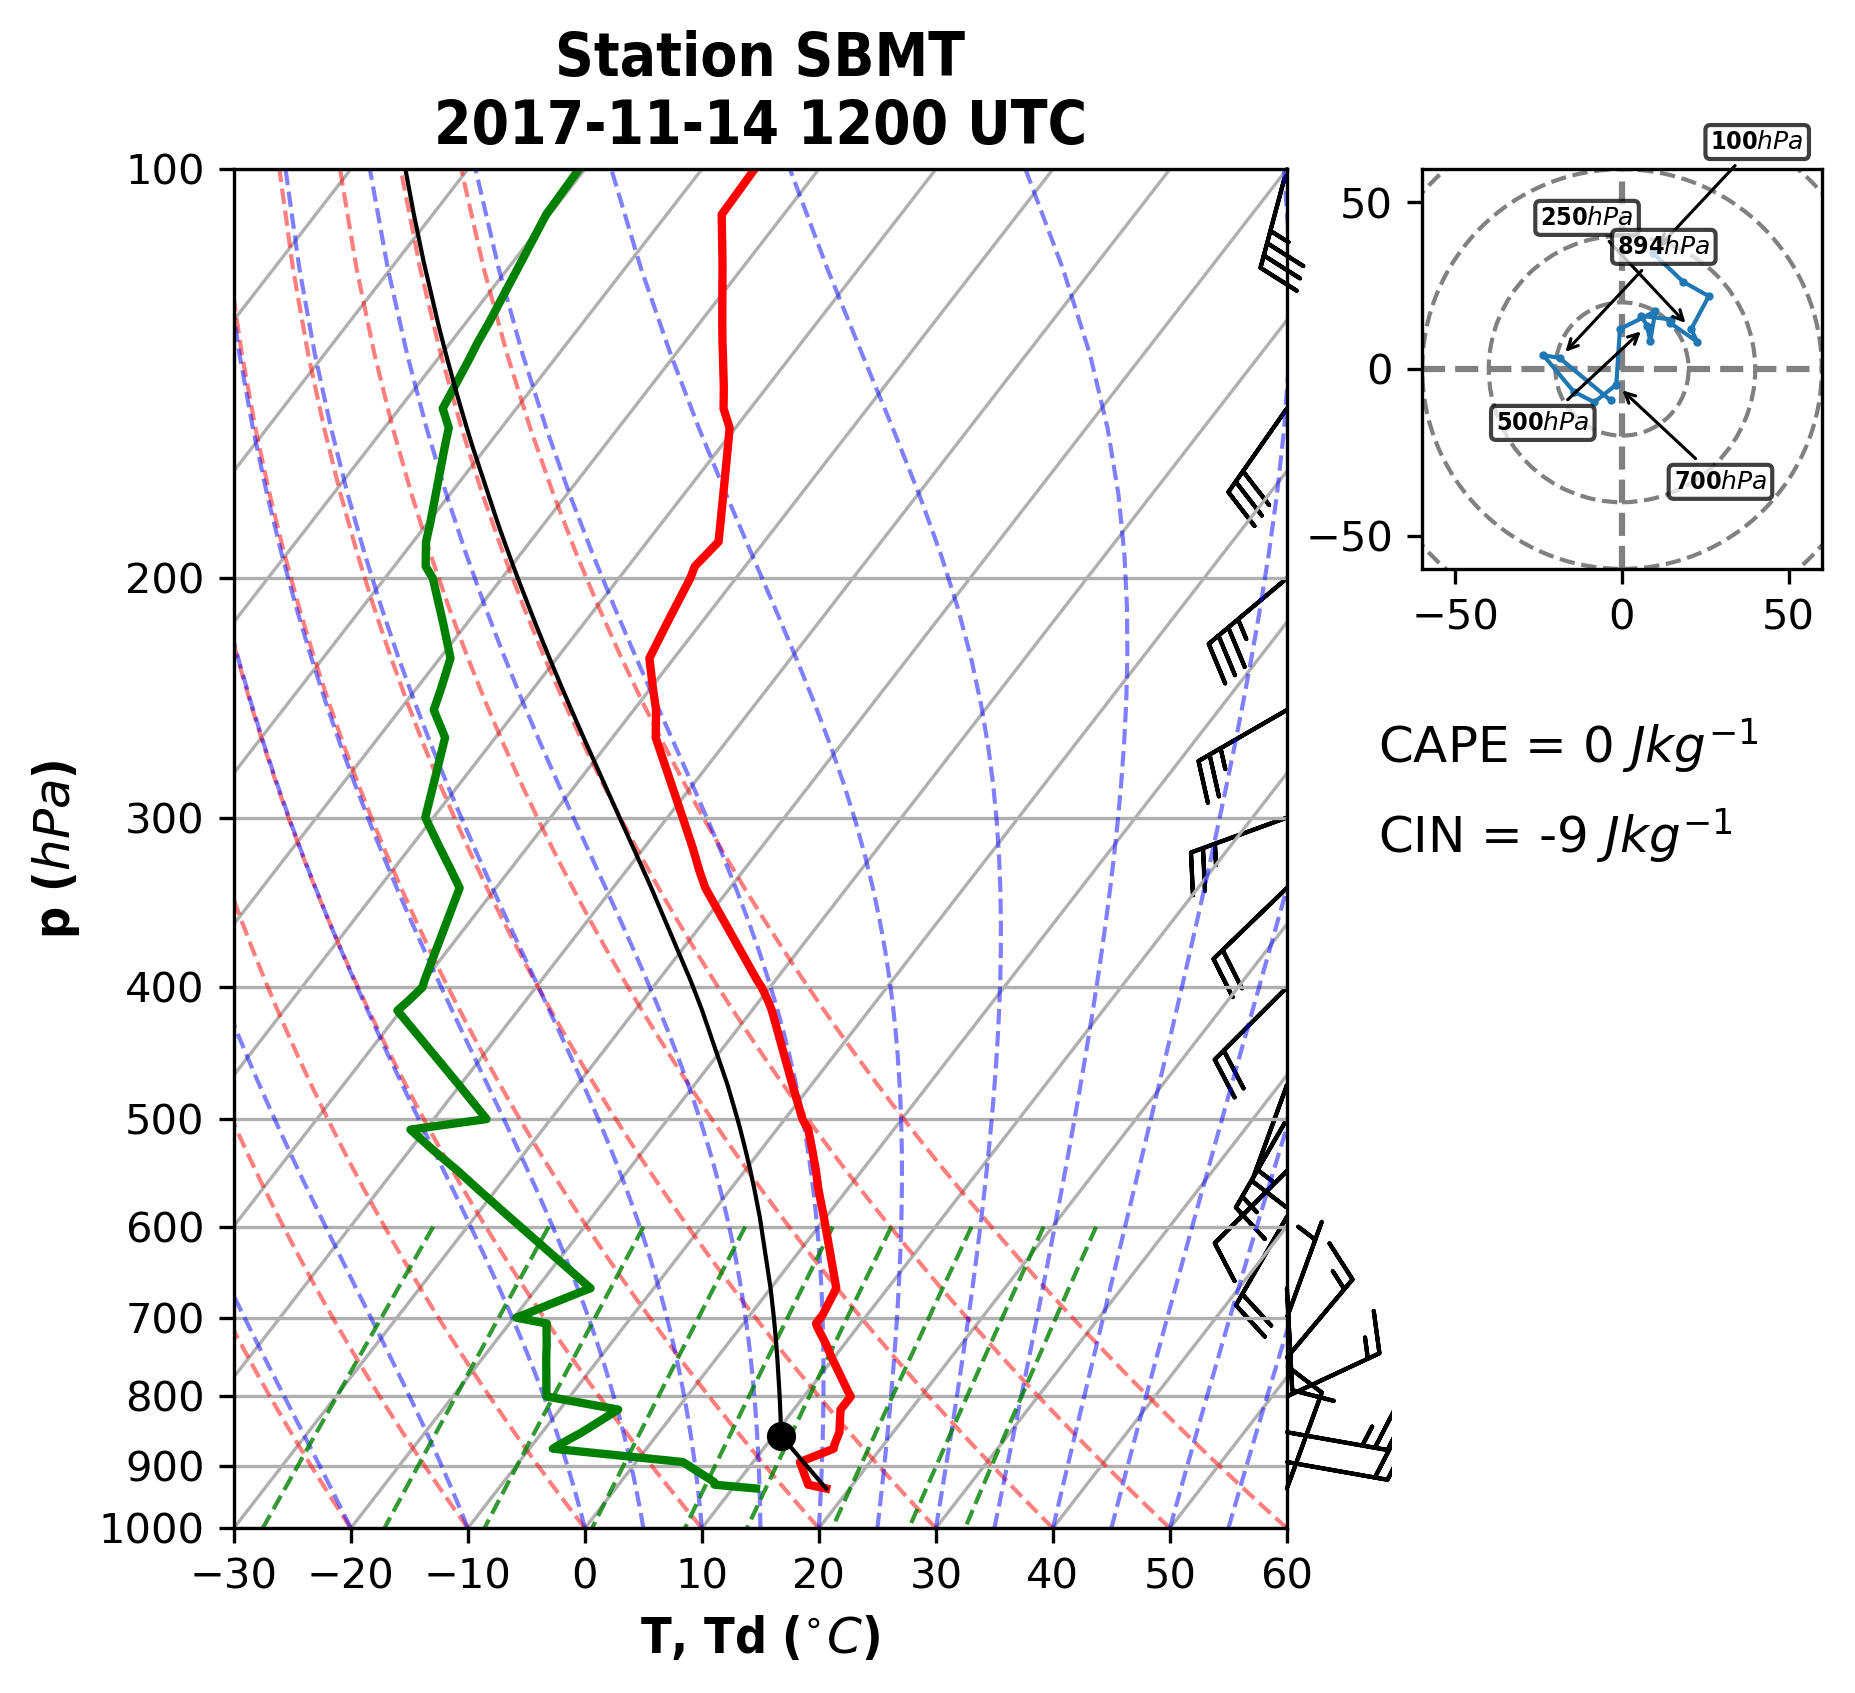 Station SBMT
2017-11-14 1200 UTC
100
200
300
400
500
600
700
800
900
1000
p (hPa)
−30 −20 −10 0 10 20 30 40 50 60
T, Td (°C)
100hPa
250hPa
894hPa
500hPa
700hPa
50
0
−50
−50 0 50
CAPE = 0 Jkg⁻¹
CIN = -9 Jkg⁻¹